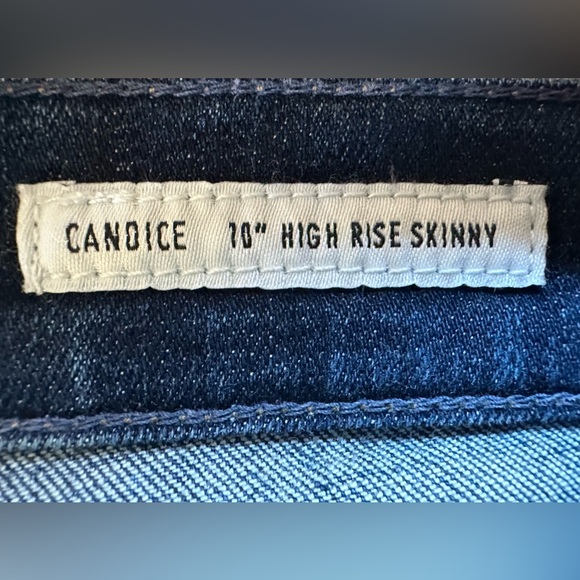 CANDICE 10" HIGH RISE SKINNY